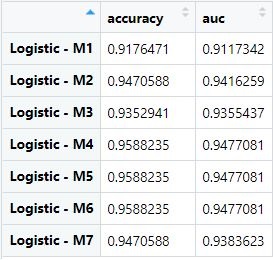 accuracy auc
Logistic - M1 0.9176471 0.9117342
Logistic - M2 0.9470588 0.9416259
Logistic - M3 0.9352941 0.9355437
Logistic - M4 0.9588235 0.9477081
Logistic - M5 0.9588235 0.9477081
Logistic - M6 0.9588235 0.9477081
Logistic - M7 0.9470588 0.9383623